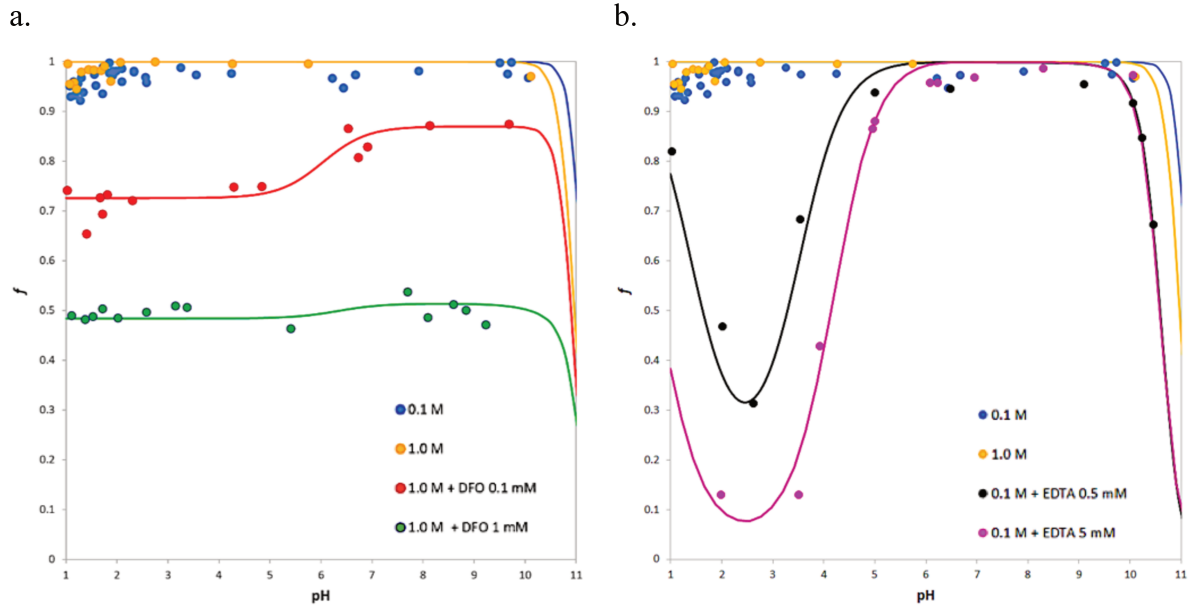 a.
1
0.9
0.8
0.7
0.6
0.5
0.4
0.3
0.2
0.1
0
f
0.1 M
1.0 M
1.0 M + DFO 0.1 mM
1.0 M + DFO 1 mM
1 2 3 4 5 6 7 8 9 10 11
pH
b.
1
0.9
0.8
0.7
0.6
0.5
0.4
0.3
0.2
0.1
0
f
0.1 M
1.0 M
0.1 M + EDTA 0.5 mM
0.1 M + EDTA 5 mM
1 2 3 4 5 6 7 8 9 10 11
pH